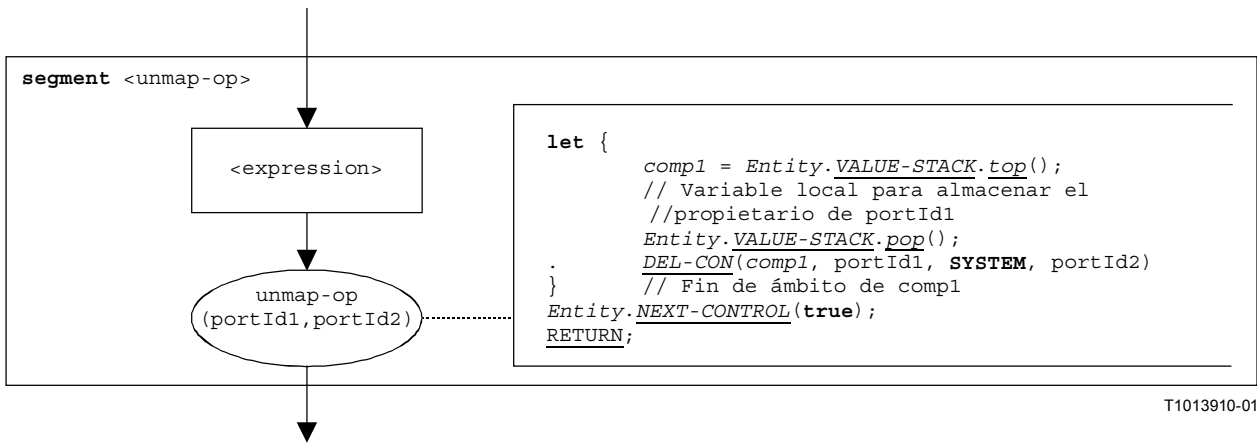 segment <unmap-op>
<expression>
unmap-op
(portId1,portId2)
let {
comp1 = Entity.VALUE-STACK.top();
// Variable local para almacenar el
//propietario de portId1
Entity.VALUE-STACK.pop();
. DEL-CON(comp1, portId1, SYSTEM, portId2)
} // Fin de ámbito de comp1
Entity.NEXT-CONTROL(true);
RETURN;
T1013910-01